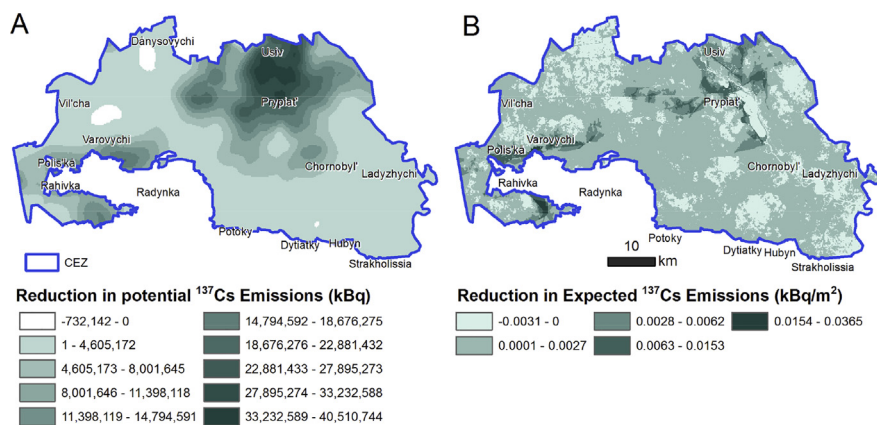 A
Danysovychi
Usiv
Vil'cha
Pryplat'
Varovychi
Polis'ka
Chornobyl'
Rahivka
Ladyzhychi
Radynka
Potoky
Dytiatky
Hubyn
Strakholissia
CEZ
Reduction in potential ¹³⁷Cs Emissions (kBq)
-732,142 - 0
1 - 4,605,172
4,605,173 - 8,001,645
8,001,646 - 11,398,118
11,398,119 - 14,794,591
14,794,592 - 18,676,275
18,676,276 - 22,881,432
22,881,433 - 27,895,273
27,895,274 - 33,232,588
33,232,589 - 40,510,744
B
Usiv
Vil'cha
Pryplat'
Varovychi
Polis'ka
Chornobyl'
Rahivka
Ladyzhychi
Radynka
Potoky
Dytiatky
Hubyn
Strakholissia
10
km
Reduction in Expected ¹³⁷Cs Emissions (kBq/m²)
-0.0031 - 0
0.0001 - 0.0027
0.0028 - 0.0062
0.0063 - 0.0153
0.0154 - 0.0365